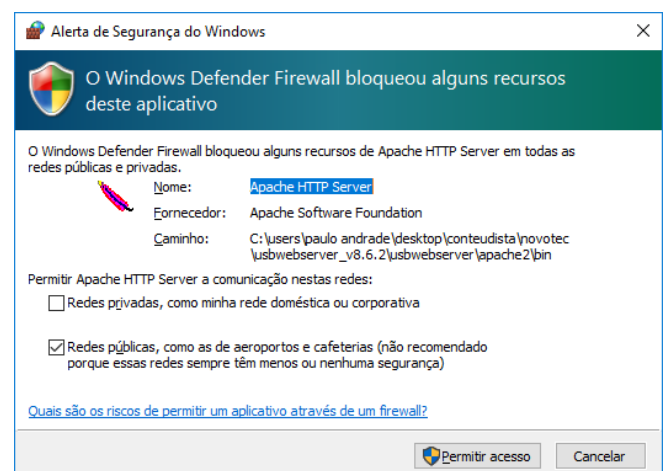 Alerta de Segurança do Windows
O Windows Defender Firewall bloqueou alguns recursos
deste aplicativo
O Windows Defender Firewall bloqueou alguns recursos de Apache HTTP Server em todas as
redes públicas e privadas.
Nome: Apache HTTP Server
Fornecedor: Apache Software Foundation
Caminho: C:\users\paulo andrade\desktop\conteudista\novotec
\usbwebserver_v8.6.2\usbwebserver\apache2\bin
Permitir Apache HTTP Server a comunicação nestas redes:
Redes privadas, como minha rede doméstica ou corporativa
Redes públicas, como as de aeroportos e cafeterias (não recomendado
porque essas redes sempre têm menos ou nenhuma segurança)
Quais são os riscos de permitir um aplicativo através de um firewall?
Permitir acesso Cancelar